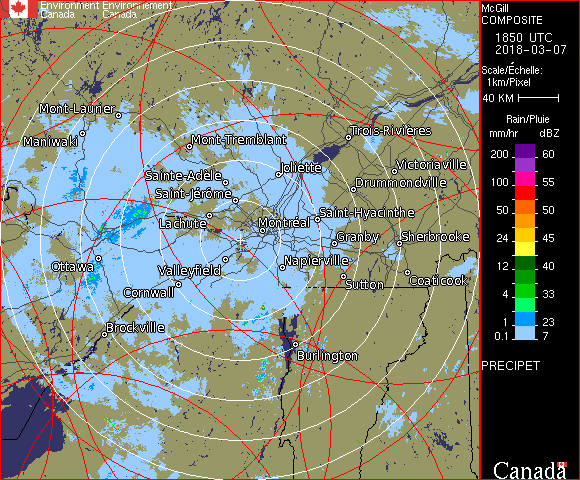 Environment Environnement
Canada Canada
McGill
COMPOSITE
1850 UTC
2018-03-07
Scale/Échelle:
1km/Pixel
40 KM
Rain/Pluie
mm/hr dBZ
200 60
100 55
50 50
24 45
12 40
4 33
1 23
0.1 7
PRECIPET
Canada
Mont-Laurier
Maniwaki
Mont-Tremblant
Trois-Rivières
Sainte-Adèle
Joliette
Victoriaville
Saint-Jérôme
Drummondville
Lachute
Montréal
Saint-Hyacinthe
Granby
Sherbrooke
Ottawa
Valleyfield
Napierville
Cornwall
Sutton
Coaticook
Brockville
Burlington